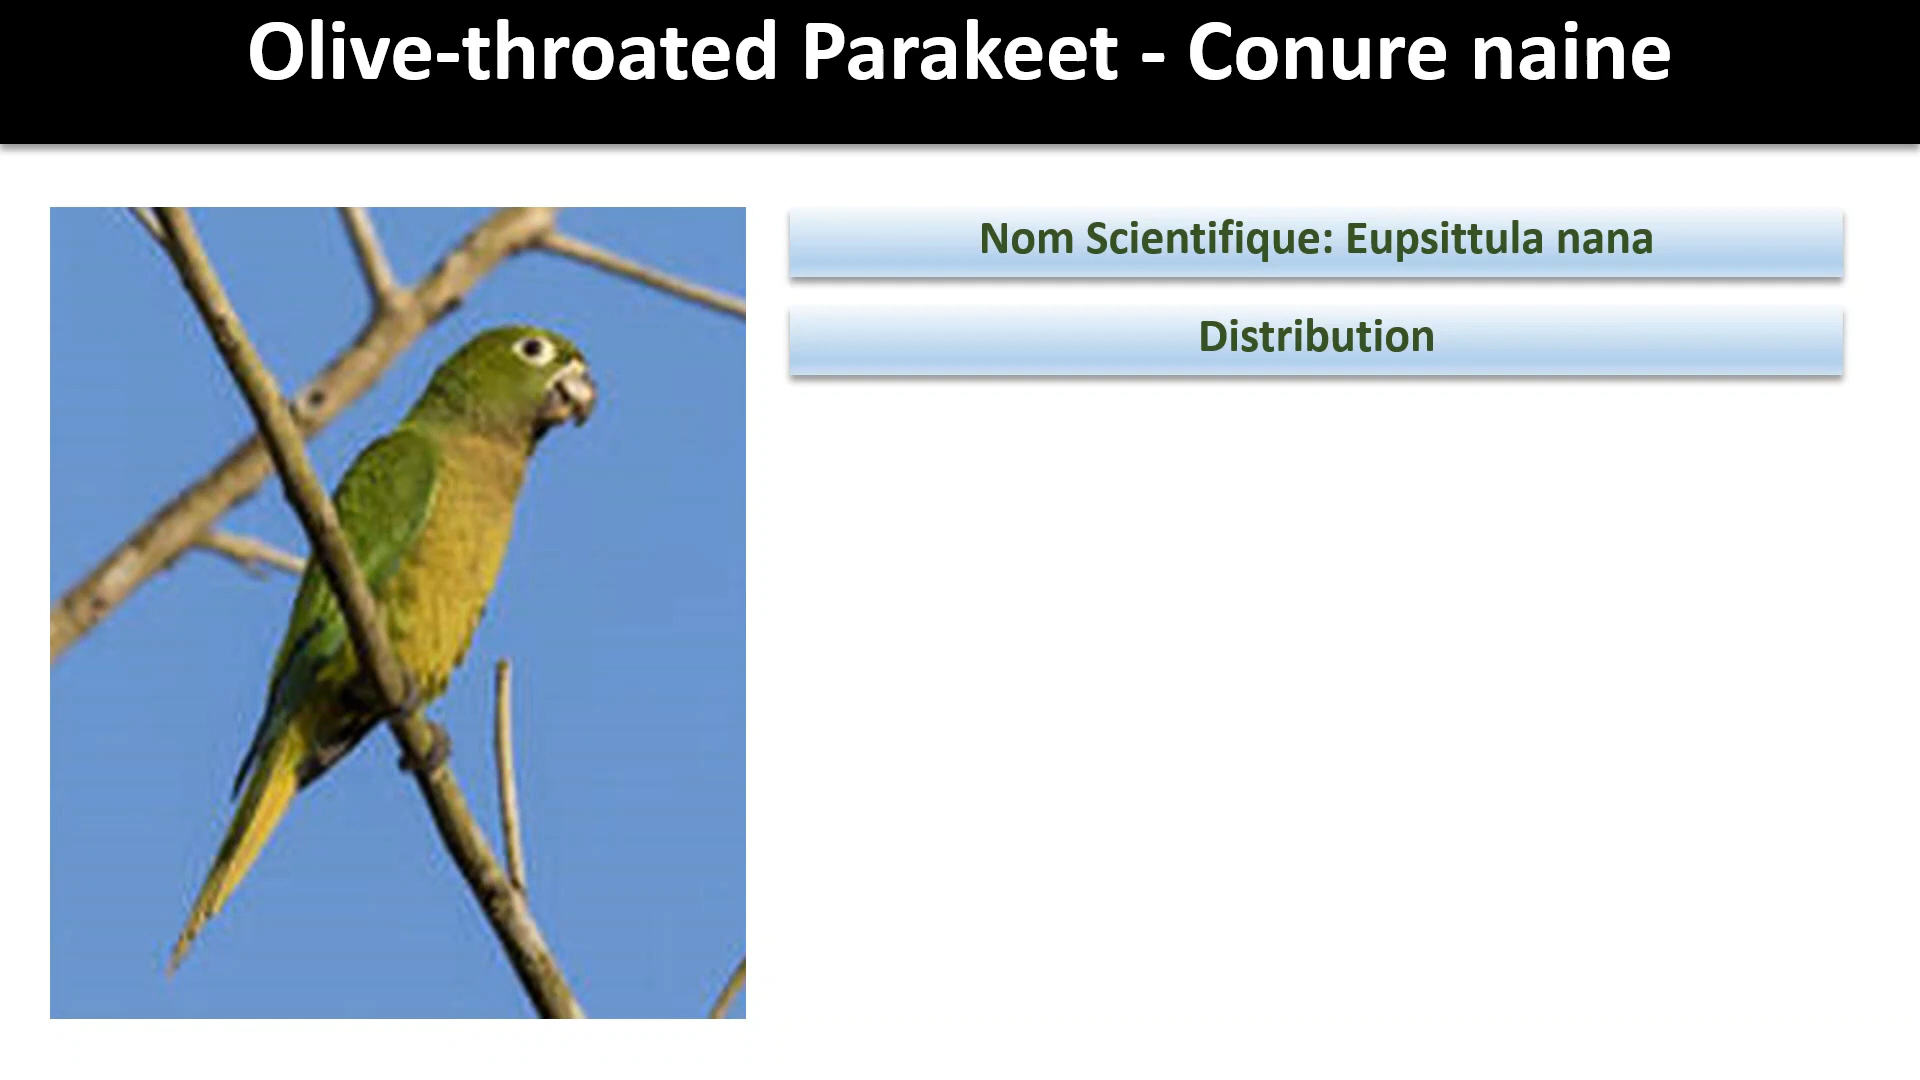 Olive-throated Parakeet - Conure naine
Nom Scientifique: Eupsittula nana
Distribution